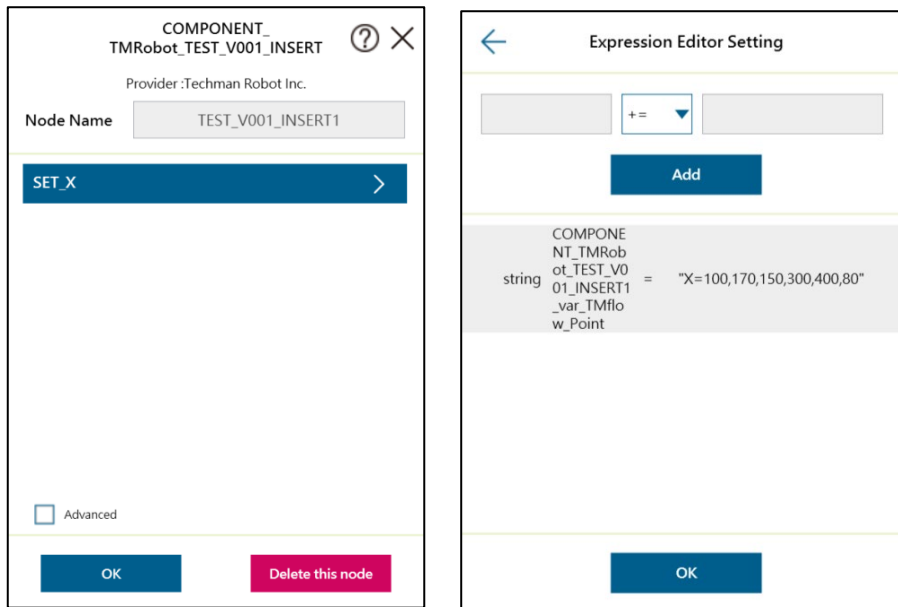 COMPONENT_
TMRobot_TEST_V001_INSERT
Provider :Techman Robot Inc.
Node Name
TEST_V001_INSERT1
SET_X
Advanced
OK
Delete this node
Expression Editor Setting
+=
Add
string
COMPONE
NT_TMRob
ot_TEST_V0
01_INSERT1
_var_TMflo
w_Point
=
"X=100,170,150,300,400,80"
OK